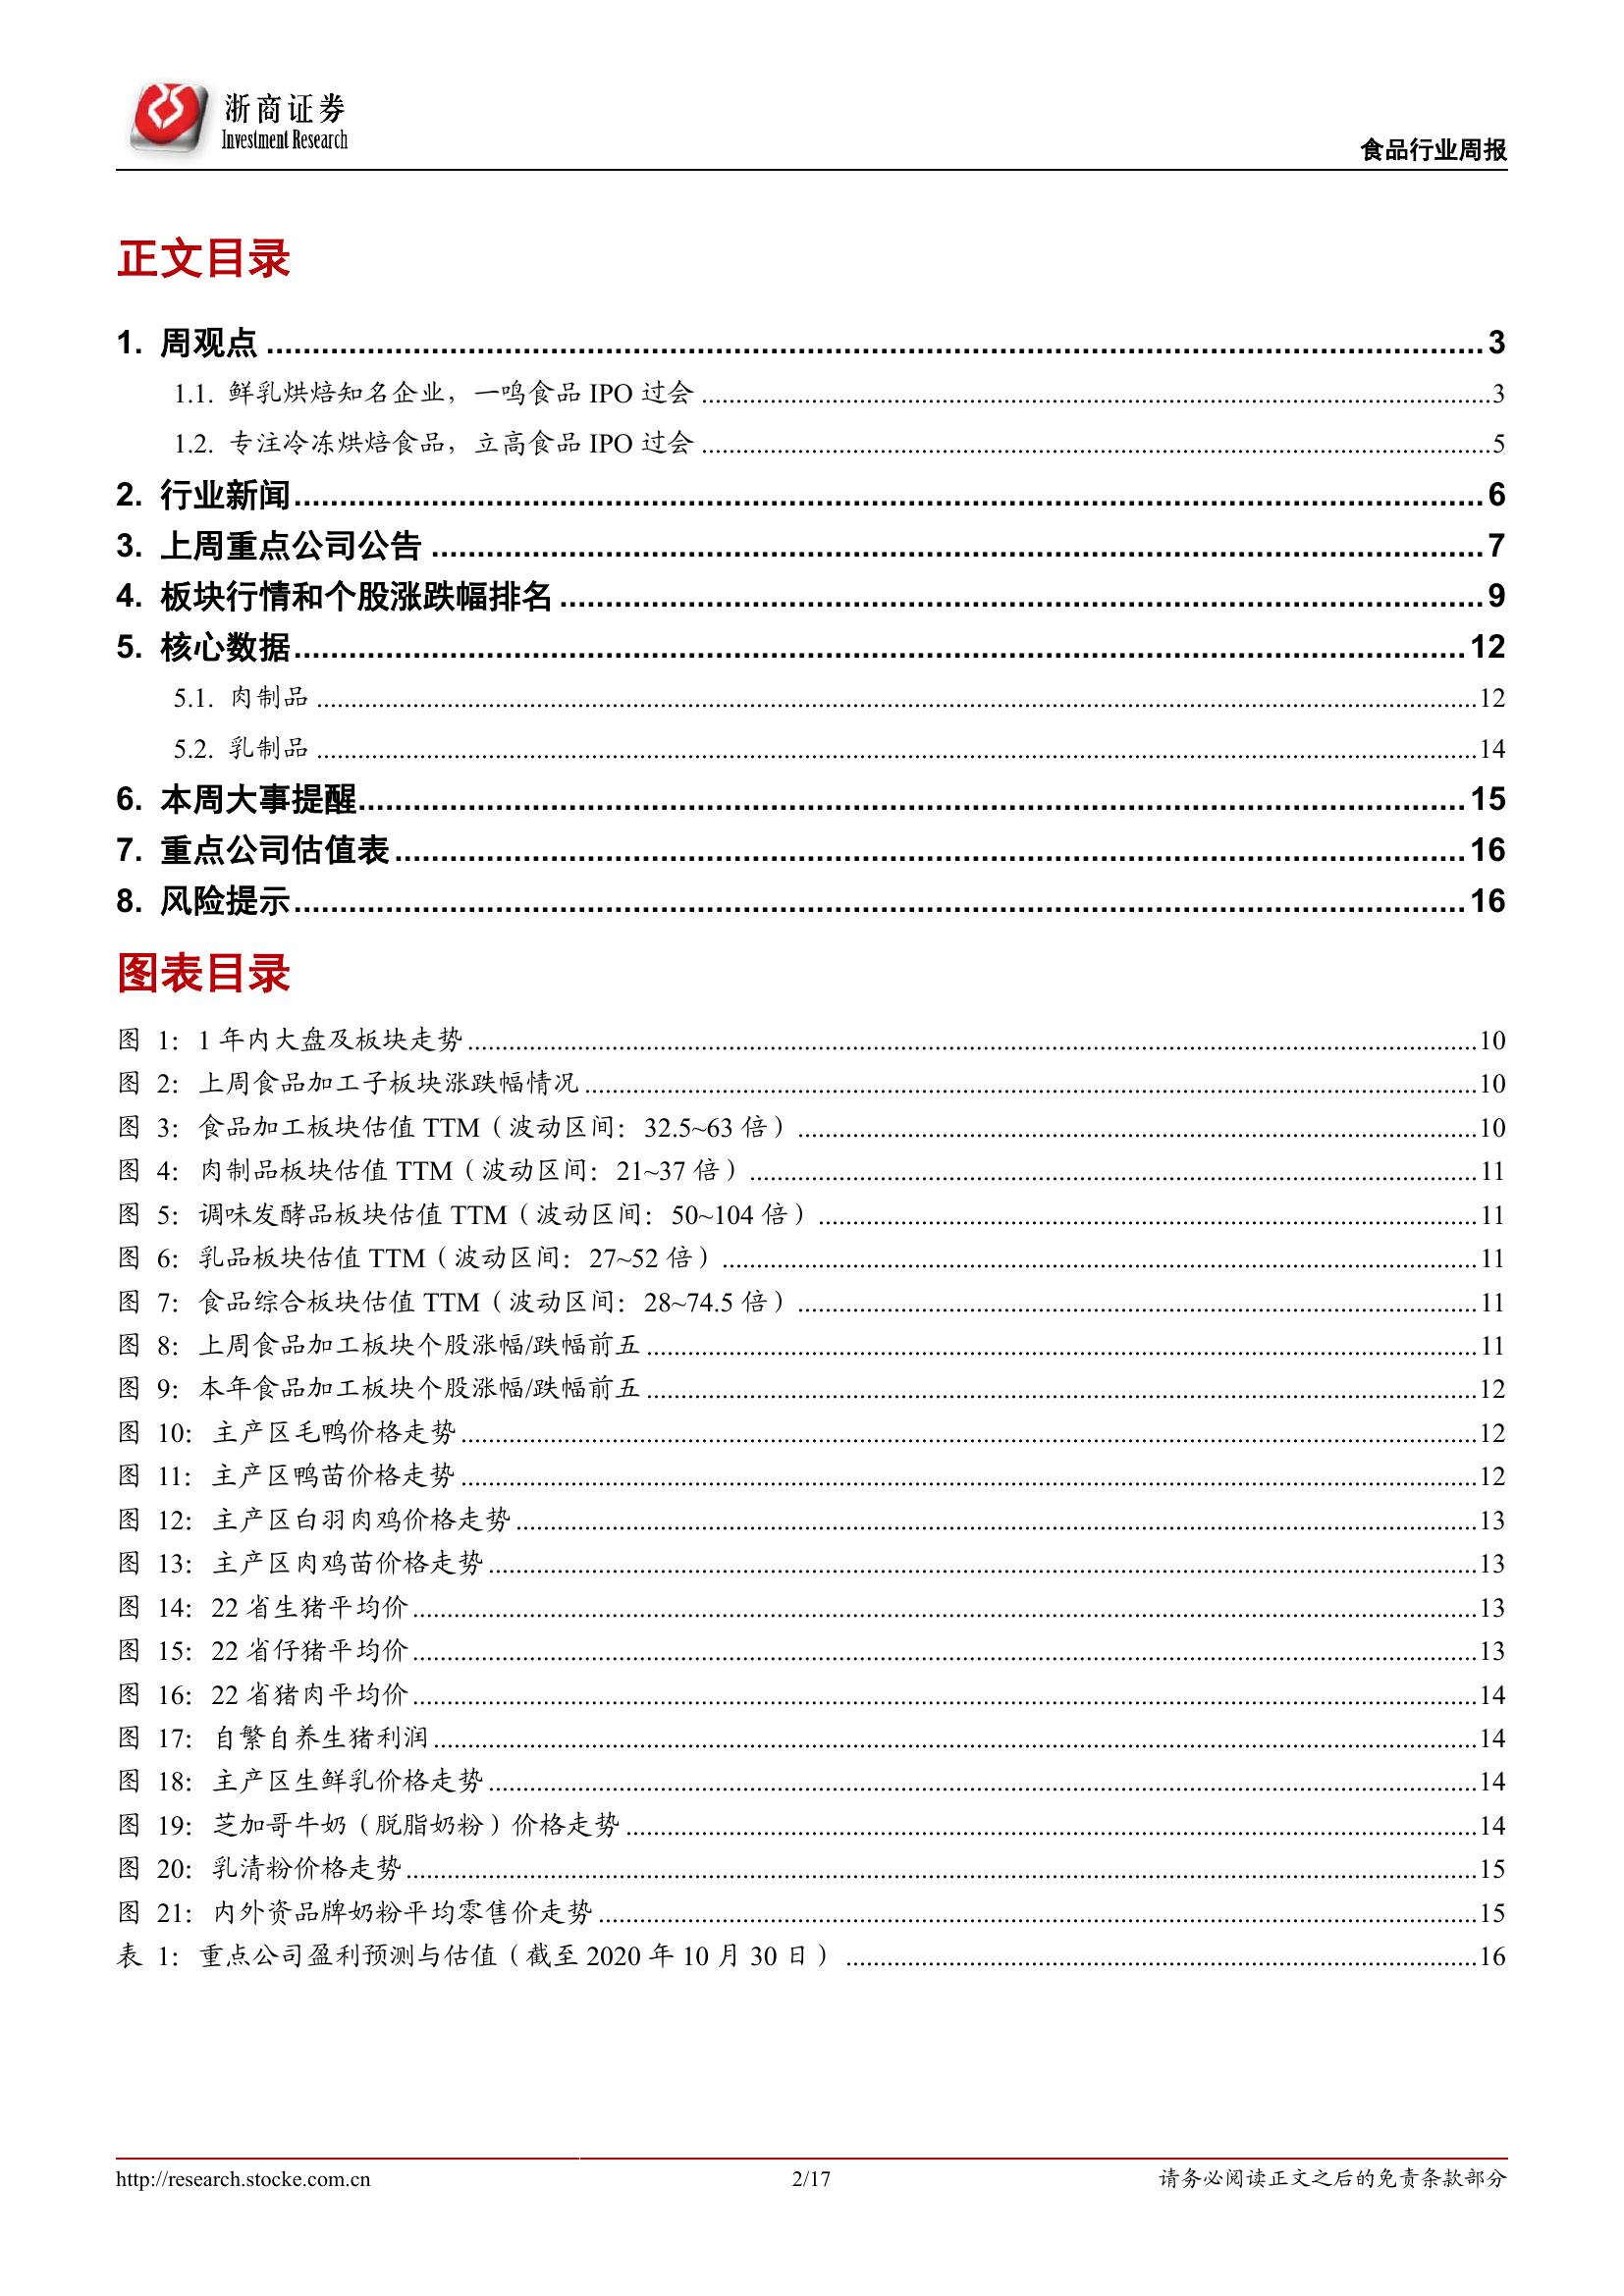 浙商证券
Investment Research
食品行业周报
正文目录
1. 周观点 ........ 3
1.1. 鲜乳烘焙知名企业，一鸣食品 IPO 过会 ........ 3
1.2. 专注冷冻烘焙食品，立高食品 IPO 过会 ........ 5
2. 行业新闻 ........ 6
3. 上周重点公司公告 ........ 7
4. 板块行情和个股涨跌幅排名 ........ 9
5. 核心数据 ........ 12
5.1. 肉制品 ........ 12
5.2. 乳制品 ........ 14
6. 本周大事提醒 ........ 15
7. 重点公司估值表 ........ 16
8. 风险提示 ........ 16
图表目录
图 1：1 年内大盘及板块走势 ........ 10
图 2：上周食品加工子板块涨跌幅情况 ........ 10
图 3：食品加工板块估值 TTM（波动区间：32.5~63 倍） ........ 10
图 4：肉制品板块估值 TTM（波动区间：21~37 倍） ........ 11
图 5：调味发酵品板块估值 TTM（波动区间：50~104 倍） ........ 11
图 6：乳品板块估值 TTM（波动区间：27~52 倍） ........ 11
图 7：食品综合板块估值 TTM（波动区间：28~74.5 倍） ........ 11
图 8：上周食品加工板块个股涨幅/跌幅前五 ........ 11
图 9：本年食品加工板块个股涨幅/跌幅前五 ........ 12
图 10：主产区毛鸭价格走势 ........ 12
图 11：主产区鸭苗价格走势 ........ 12
图 12：主产区白羽肉鸡价格走势 ........ 13
图 13：主产区肉鸡苗价格走势 ........ 13
图 14：22 省生猪平均价 ........ 13
图 15：22 省仔猪平均价 ........ 13
图 16：22 省猪肉平均价 ........ 14
图 17：自繁自养生猪利润 ........ 14
图 18：主产区生鲜乳价格走势 ........ 14
图 19：芝加哥牛奶（脱脂奶粉）价格走势 ........ 14
图 20：乳清粉价格走势 ........ 15
图 21：内外资品牌奶粉平均零售价走势 ........ 15
表 1：重点公司盈利预测与估值（截至 2020 年 10 月 30 日） ........ 16
http://research.stocke.com.cn
2/17
请务必阅读正文之后的免责条款部分